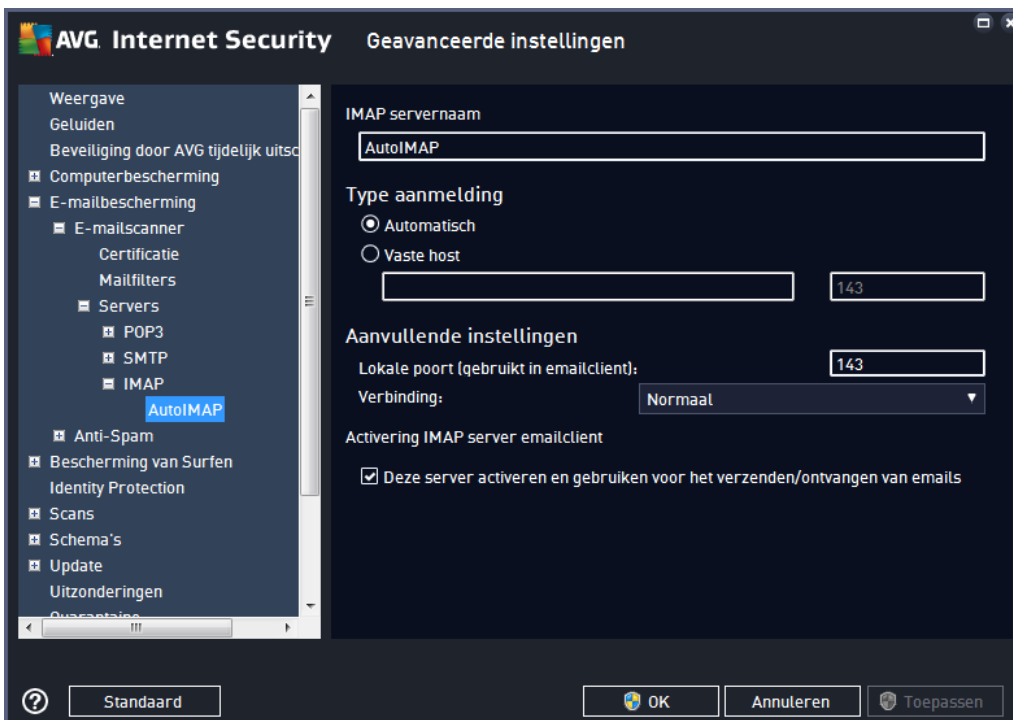 AVG Internet Security Geavanceerde instellingen
Weergave
Geluiden
Beveiliging door AVG tijdelijk uitsc
Computerbescherming
E-mailbescherming
E-mailscanner
Certificatie
Mailfilters
Servers
POP3
SMTP
IMAP
AutoIMAP
Anti-Spam
Bescherming van Surfen
Identity Protection
Scans
Schema's
Update
Uitzonderingen
Quarantaine
IMAP servernaam
AutoIMAP
Type aanmelding
Automatisch
Vaste host
143
Aanvullende instellingen
Lokale poort (gebruikt in emailclient): 143
Verbinding: Normaal
Activering IMAP server emailclient
Deze server activeren en gebruiken voor het verzenden/ontvangen van emails
? Standaard OK Annuleren Toepassen